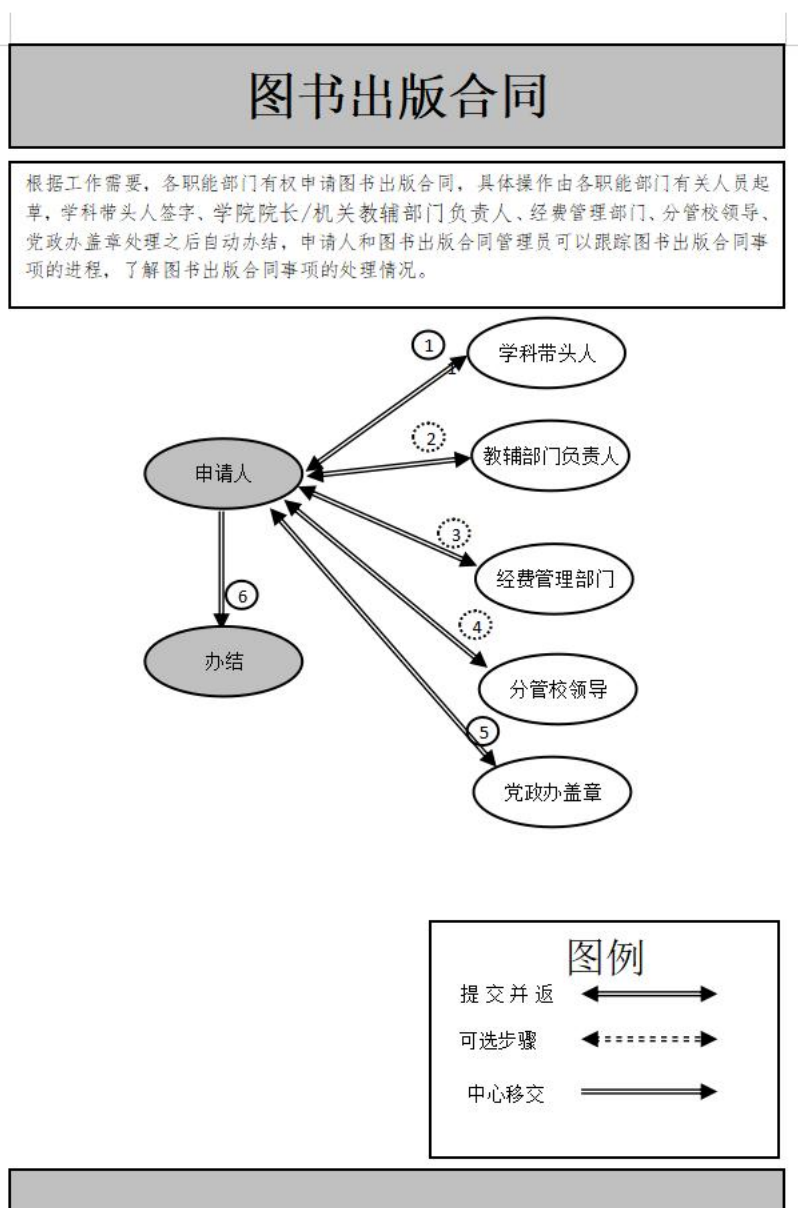 图书出版合同
根据工作需要，各职能部门有权申请图书出版合同，具体操作由各职能部门有关人员起
草，学科带头人签字、学院院长/机关教辅部门负责人、经费管理部门、分管校领导、
党政办盖章处理之后自动办结，申请人和图书出版合同管理员可以跟踪图书出版合同事
项的进程，了解图书出版合同事项的处理情况。
1
学科带头人
1
2
教辅部门负责人
申请人
3
经费管理部门
6
4
办结
分管校领导
5
党政办盖章
图例
提交并返
可选步骤
中心移交